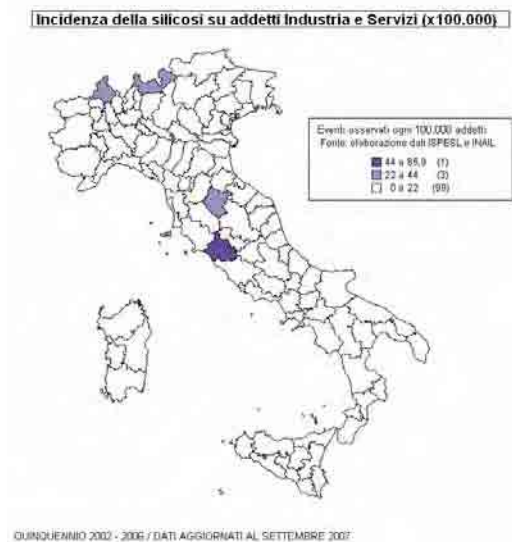 Incidenza della silicosi su addetti Industria e Servizi (x100.000)
Eventi osservati ogni 100.000 addetti
Fonte: elaborazione dati ISPESL e INAIL
44 a 86,9 (1)
22 a 44 (3)
0 a 22 (99)
QUINQUENNIO 2002 - 2006 / DATI AGGIORNATI AL SETTEMBRE 2007